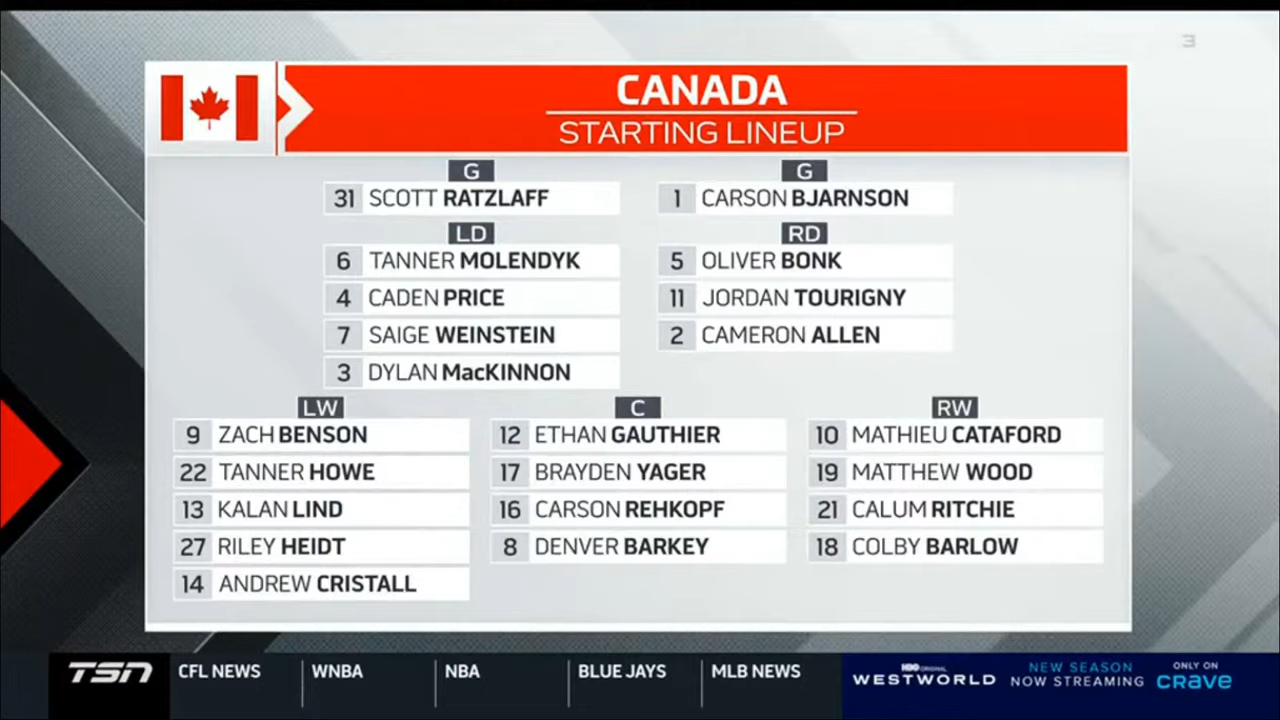 3
CANADA
STARTING LINEUP
G
31 SCOTT RATZLAFF
G
1 CARSON BJARNSON
LD
6 TANNER MOLENDYK
4 CADEN PRICE
7 SAIGE WEINSTEIN
3 DYLAN MacKINNON
RD
5 OLIVER BONK
11 JORDAN TOURIGNY
2 CAMERON ALLEN
LW
9 ZACH BENSON
22 TANNER HOWE
13 KALAN LIND
27 RILEY HEIDT
14 ANDREW CRISTALL
C
12 ETHAN GAUTHIER
17 BRAYDEN YAGER
16 CARSON REHKOPF
8 DENVER BARKEY
RW
10 MATHIEU CATAFORD
19 MATTHEW WOOD
21 CALUM RITCHIE
18 COLBY BARLOW
TSN
CFL NEWS
WNBA
NBA
BLUE JAYS
MLB NEWS
HBO ORIGINAL
WESTWORLD
NEW SEASON
NOW STREAMING
ONLY ON
CRAVE